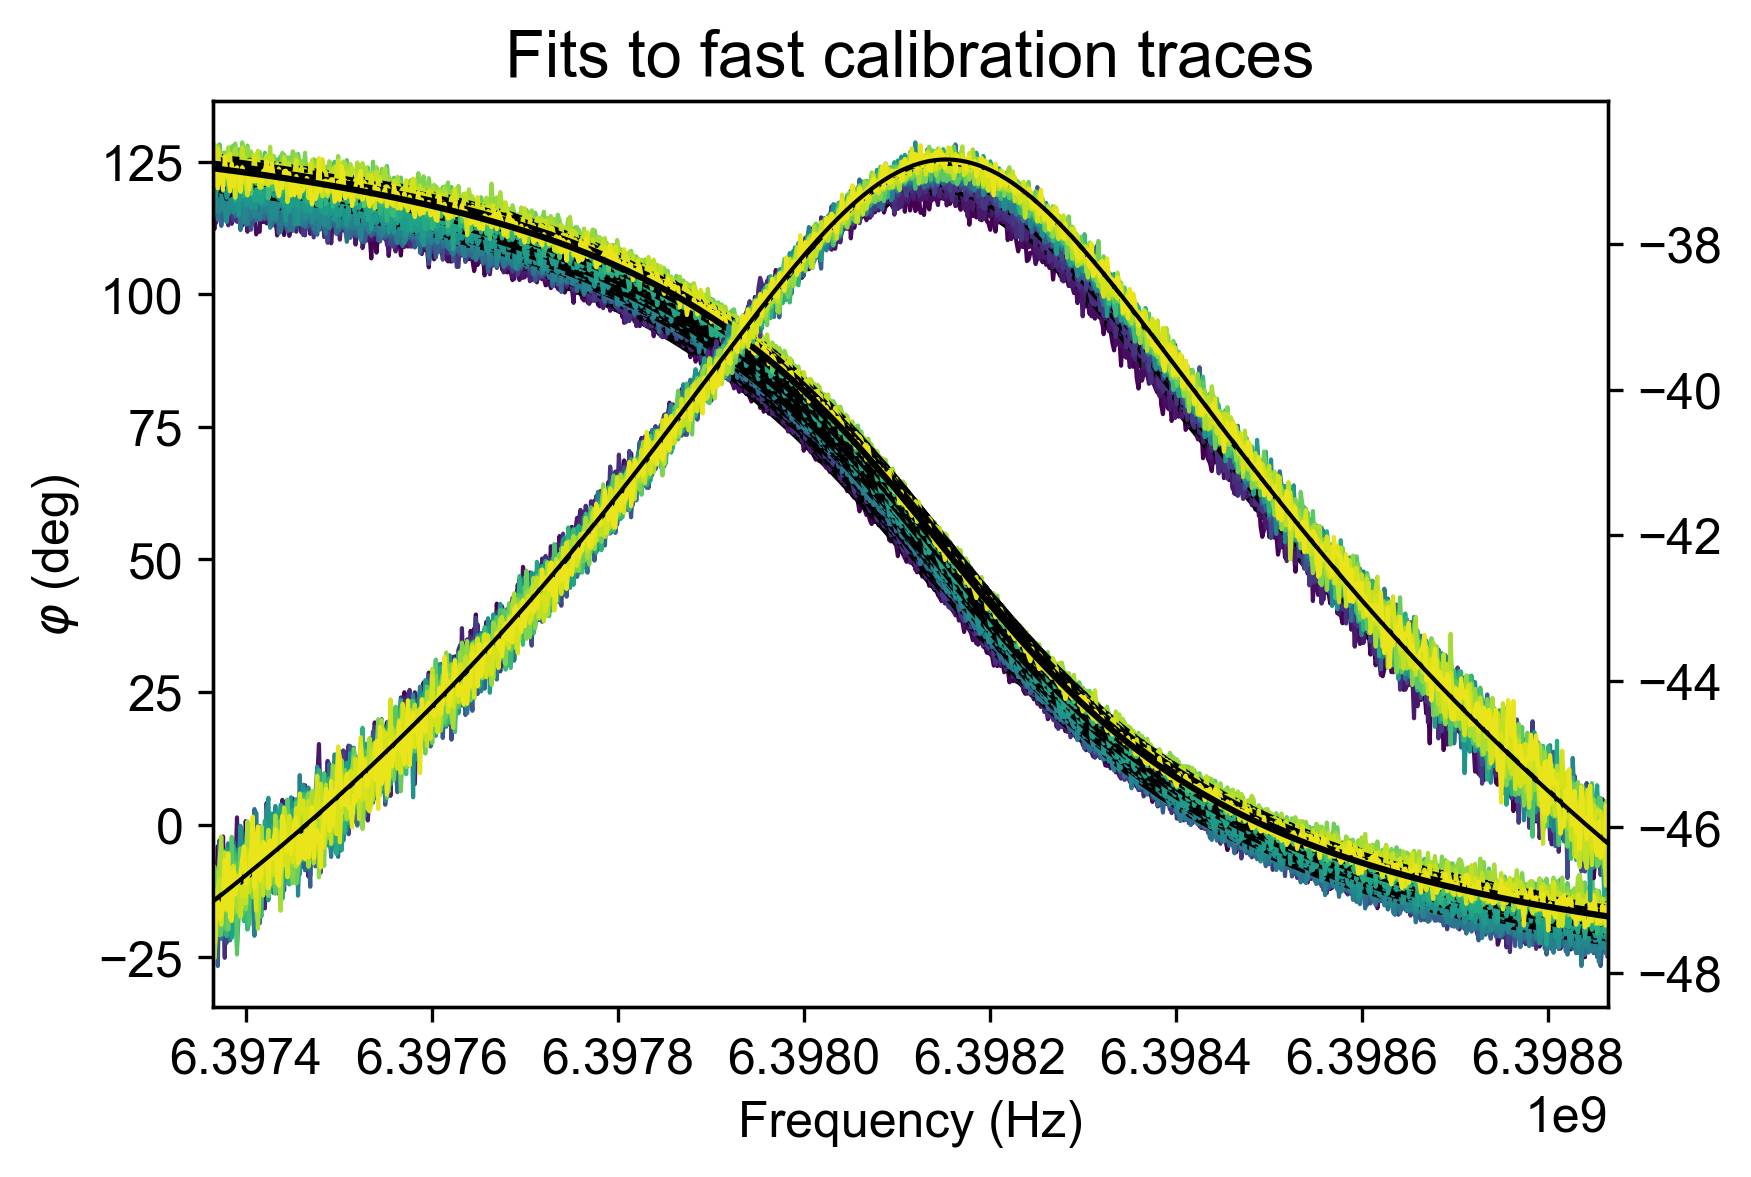 Fits to fast calibration traces
125
100
75
50
25
0
−25
φ (deg)
−38
−40
−42
−44
−46
−48
6.3974 6.3976 6.3978 6.3980 6.3982 6.3984 6.3986 6.3988
1e9
Frequency (Hz)